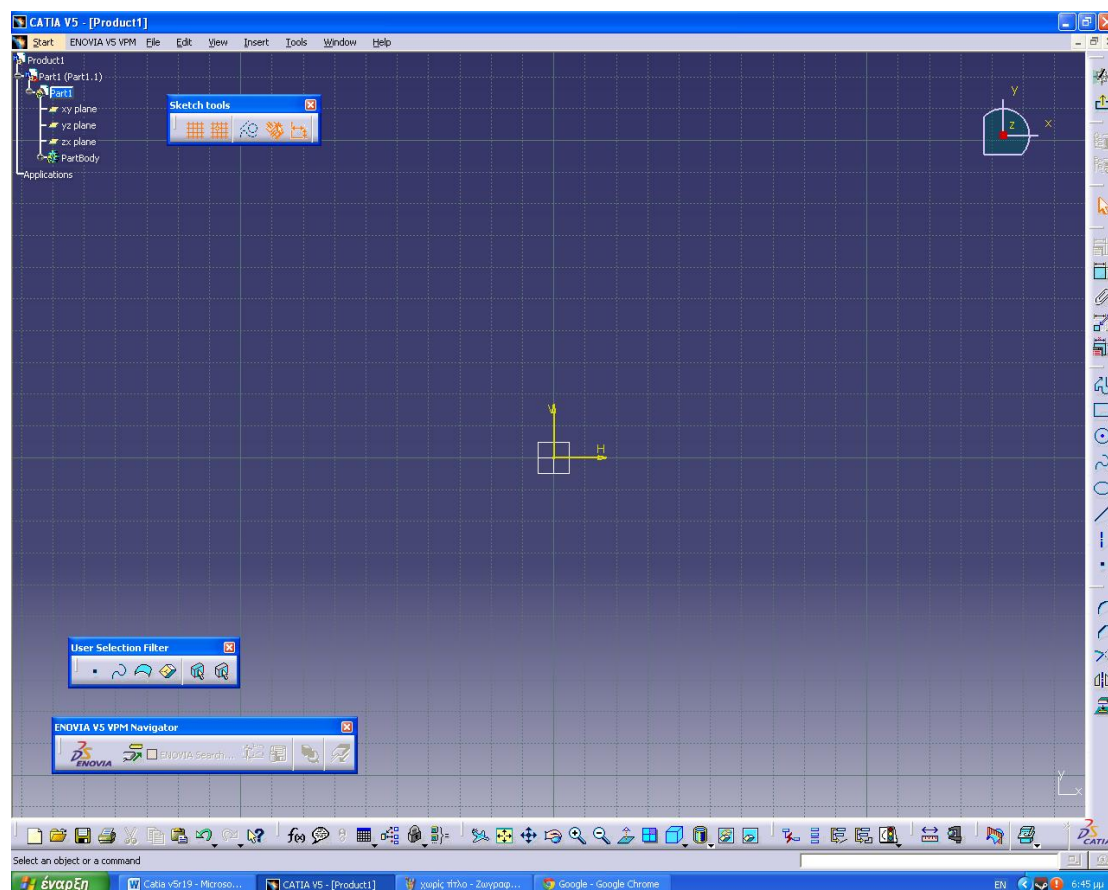 CATIA V5 - [Product1]
Start ENOVIA V5 VPM File Edit View Insert Tools Window Help
Product1
Part1 (Part1.1)
Part1
xy plane
yz plane
zx plane
PartBody
Applications
Sketch tools
y
x
z
V
H
User Selection Filter
ENOVIA V5 VPM Navigator
DS ENOVIA
ENOVIA Search...
y
x
f(x)
DS CATIA
Select an object or a command
έναρξη
Catia v5r19 - Microso...
CATIA V5 - [Product1]
χωρίς τίτλο - Ζωγραφ...
Google - Google Chrome
EN
6:45 μμ